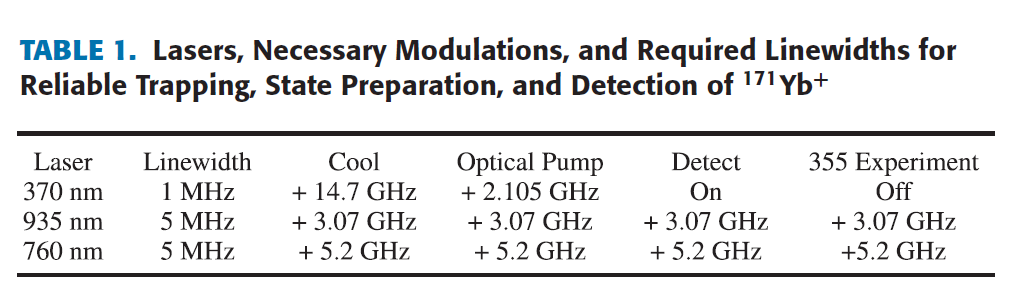 TABLE 1. Lasers, Necessary Modulations, and Required Linewidths for
Reliable Trapping, State Preparation, and Detection of ¹⁷¹Yb+
Laser Linewidth Cool Optical Pump Detect 355 Experiment
370 nm 1 MHz + 14.7 GHz + 2.105 GHz On Off
935 nm 5 MHz + 3.07 GHz + 3.07 GHz + 3.07 GHz + 3.07 GHz
760 nm 5 MHz + 5.2 GHz + 5.2 GHz + 5.2 GHz +5.2 GHz